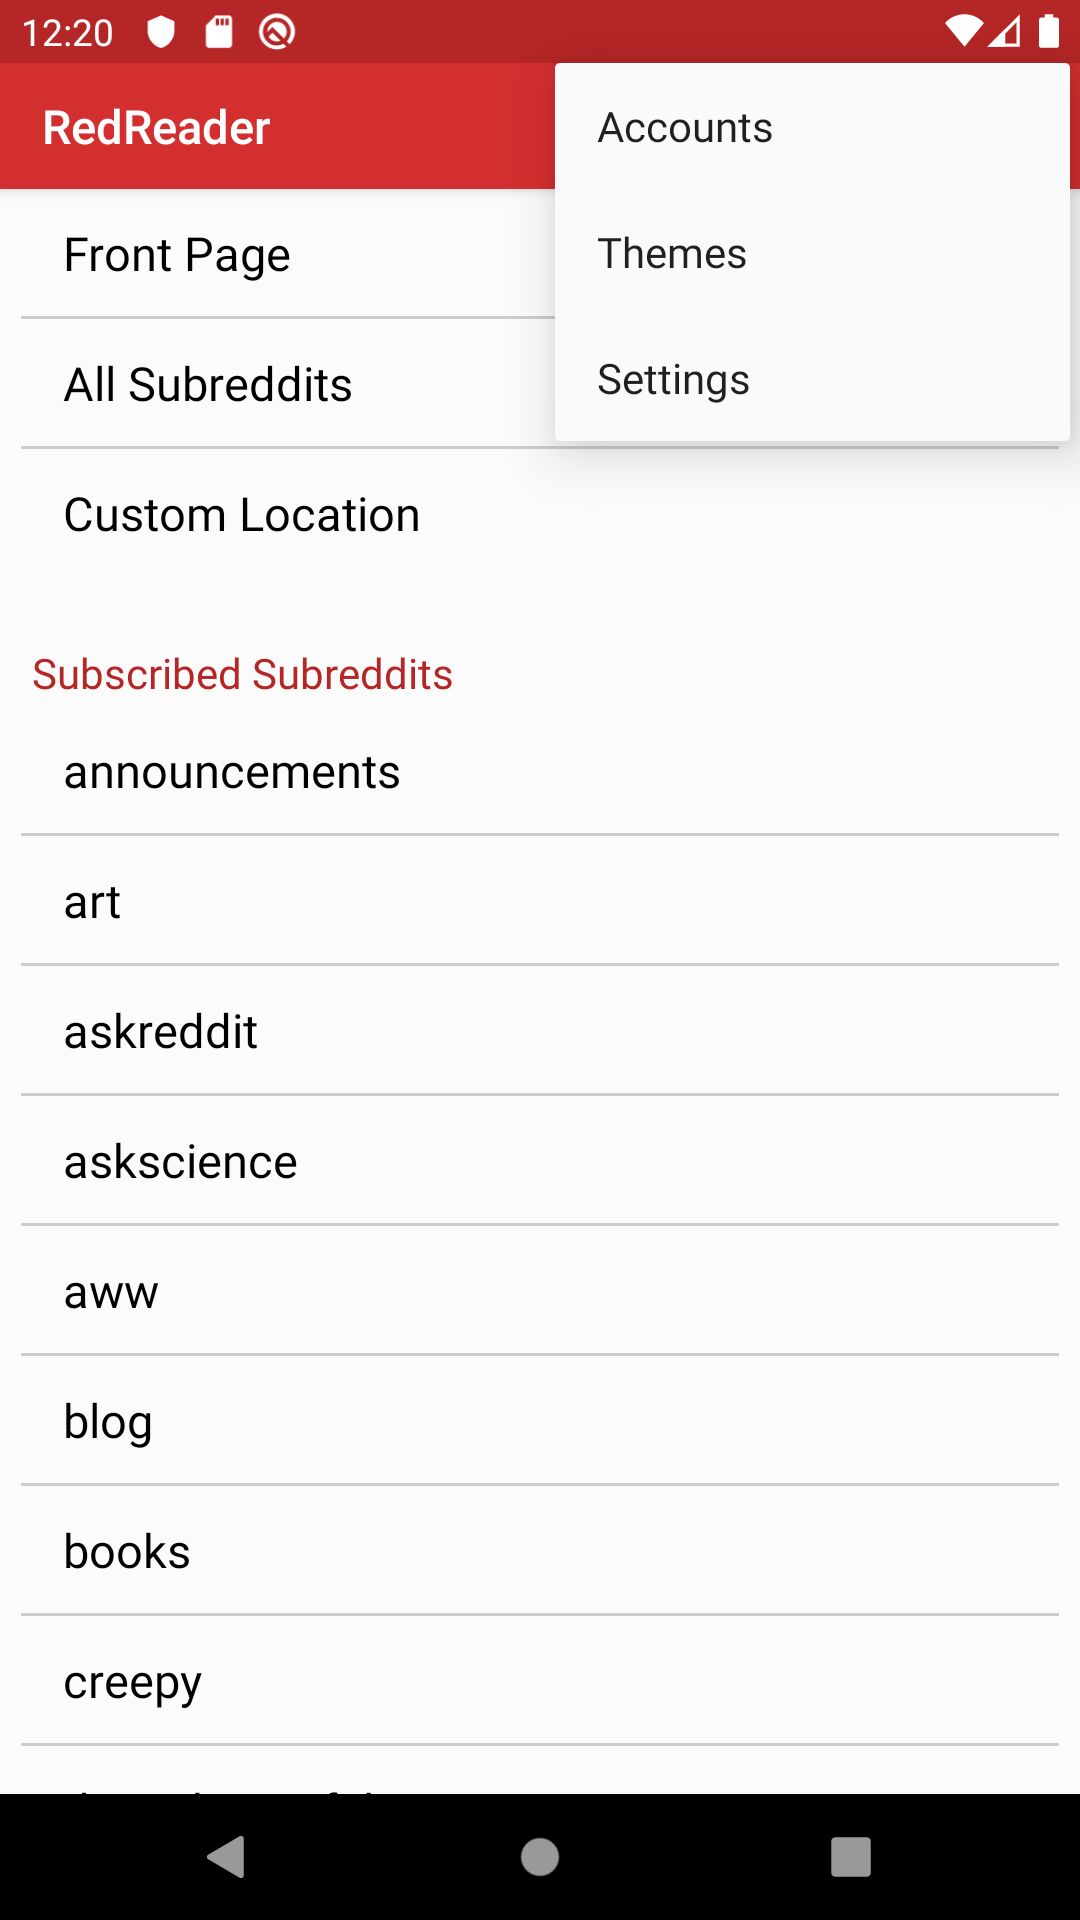 12:20
RedReader
Accounts
Themes
Settings
Front Page
All Subreddits
Custom Location
Subscribed Subreddits
announcements
art
askreddit
askscience
aww
blog
books
creepy